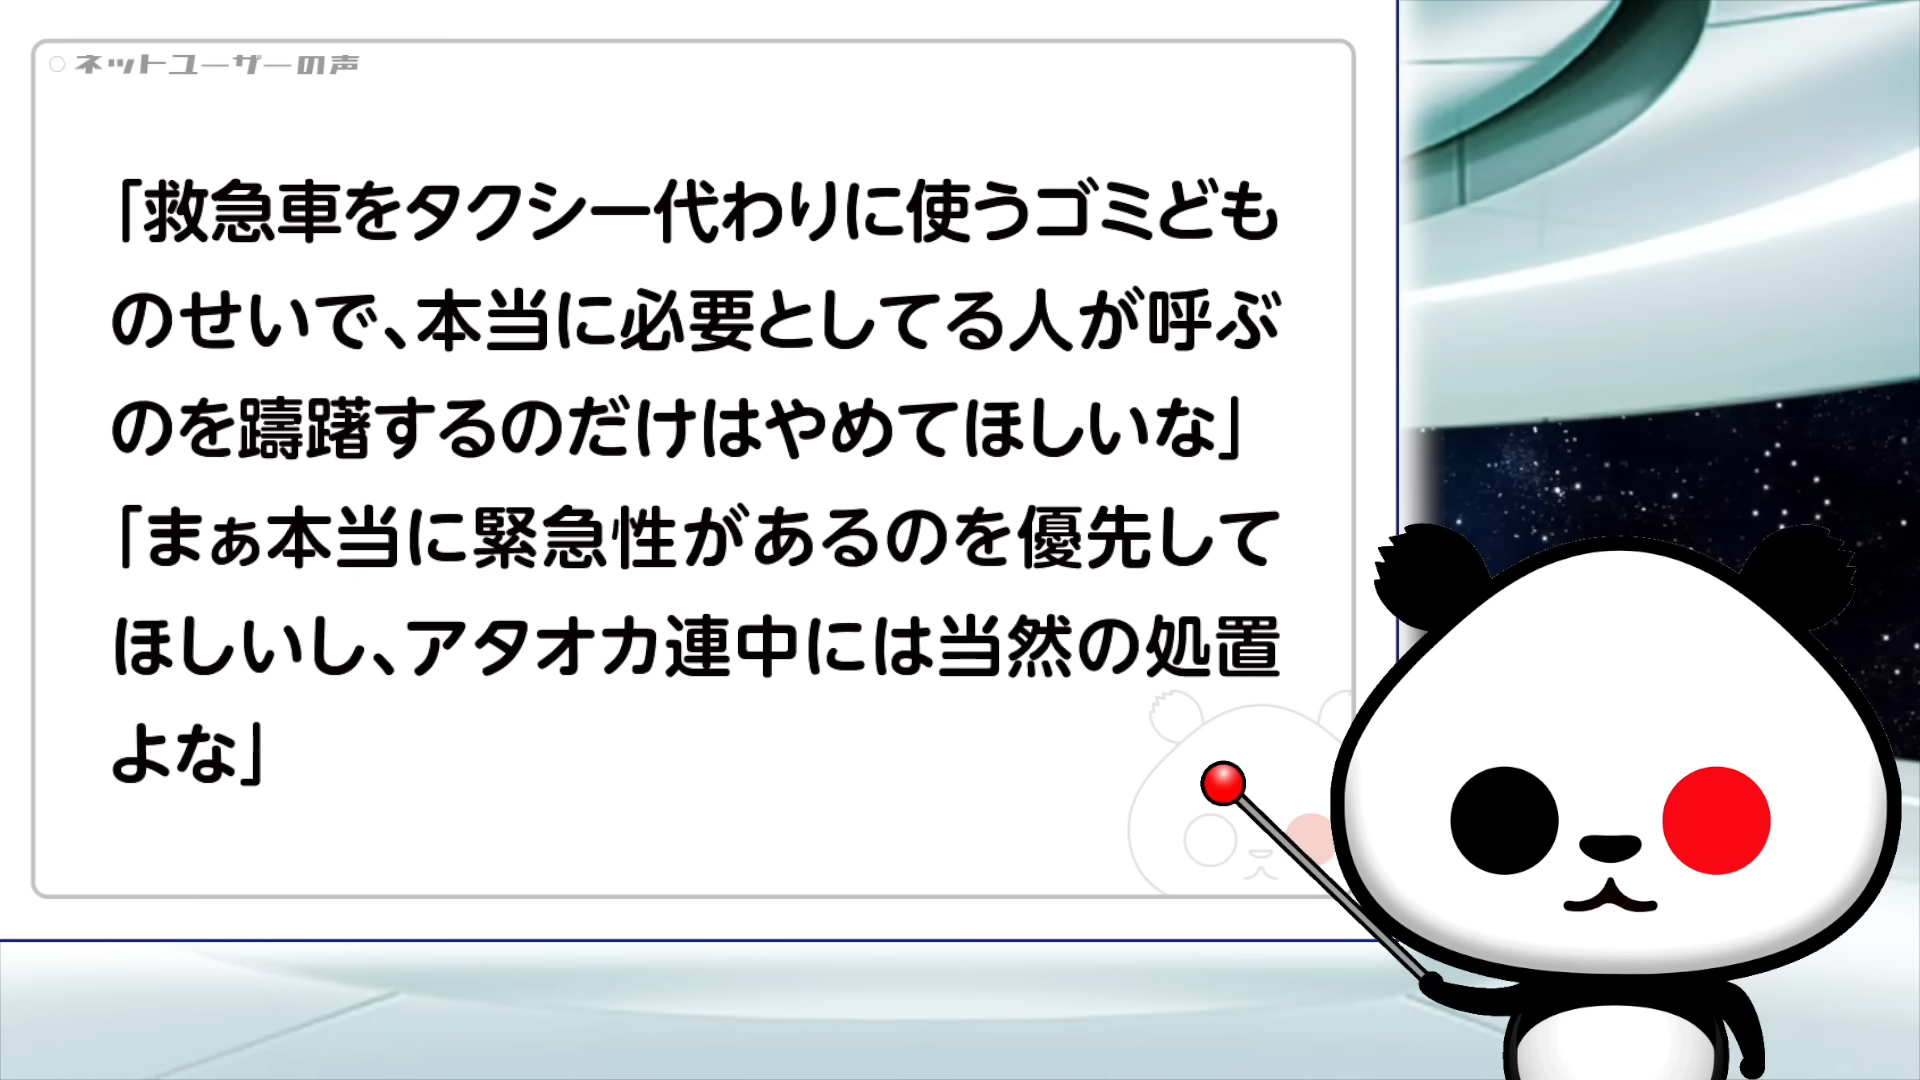 ○ネットユーザーの声
「救急車をタクシー代わりに使うゴミども
のせいで、本当に必要としてる人が呼ぶ
のを躊躇するのだけはやめてほしいな」
「まぁ本当に緊急性があるのを優先して
ほしいし、アタオカ連中には当然の処置
よな」